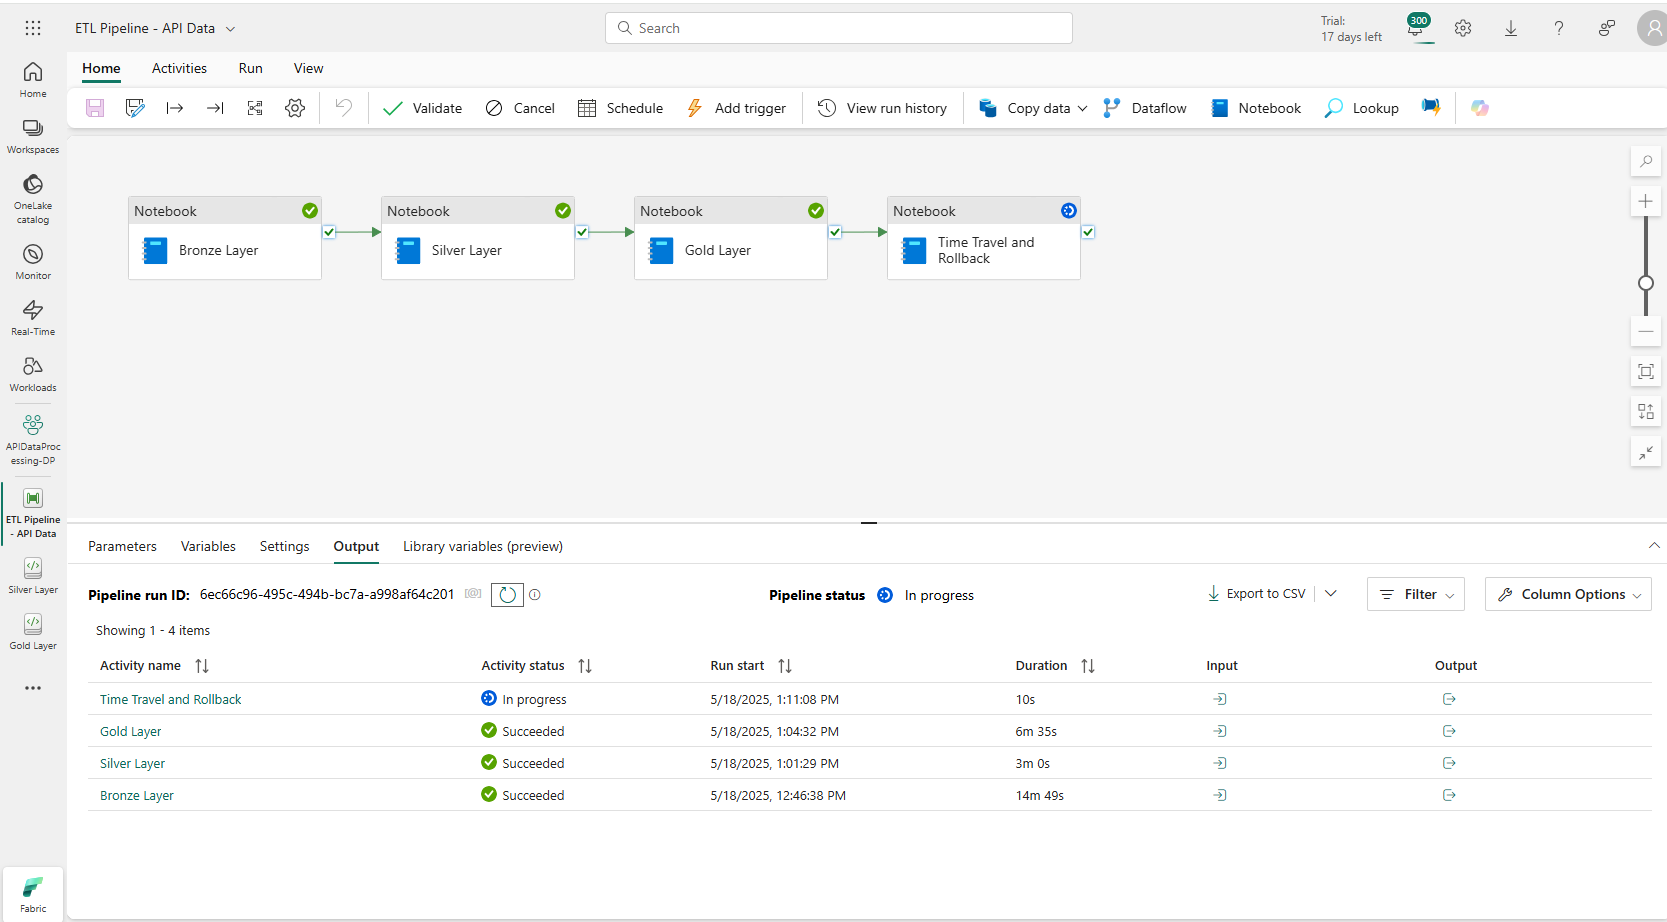 ETL Pipeline - API Data
Search
Trial:
17 days left
300
Home
Activities
Run
View
Validate
Cancel
Schedule
Add trigger
View run history
Copy data
Dataflow
Notebook
Lookup
Home
Workspaces
OneLake
catalog
Monitor
Real-Time
Workloads
APIDataProc
essing-DP
ETL Pipeline
- API Data
Silver Layer
Gold Layer
Fabric
Notebook
Bronze Layer
Notebook
Silver Layer
Notebook
Gold Layer
Notebook
Time Travel and
Rollback
Parameters
Variables
Settings
Output
Library variables (preview)
Pipeline run ID: 6ec66c96-495c-494b-bc7a-a998af64c201
Pipeline status In progress
Export to CSV
Filter
Column Options
Showing 1 - 4 items
Activity name Activity status Run start Duration Input Output
Time Travel and Rollback In progress 5/18/2025, 1:11:08 PM 10s
Gold Layer Succeeded 5/18/2025, 1:04:32 PM 6m 35s
Silver Layer Succeeded 5/18/2025, 1:01:29 PM 3m 0s
Bronze Layer Succeeded 5/18/2025, 12:46:38 PM 14m 49s